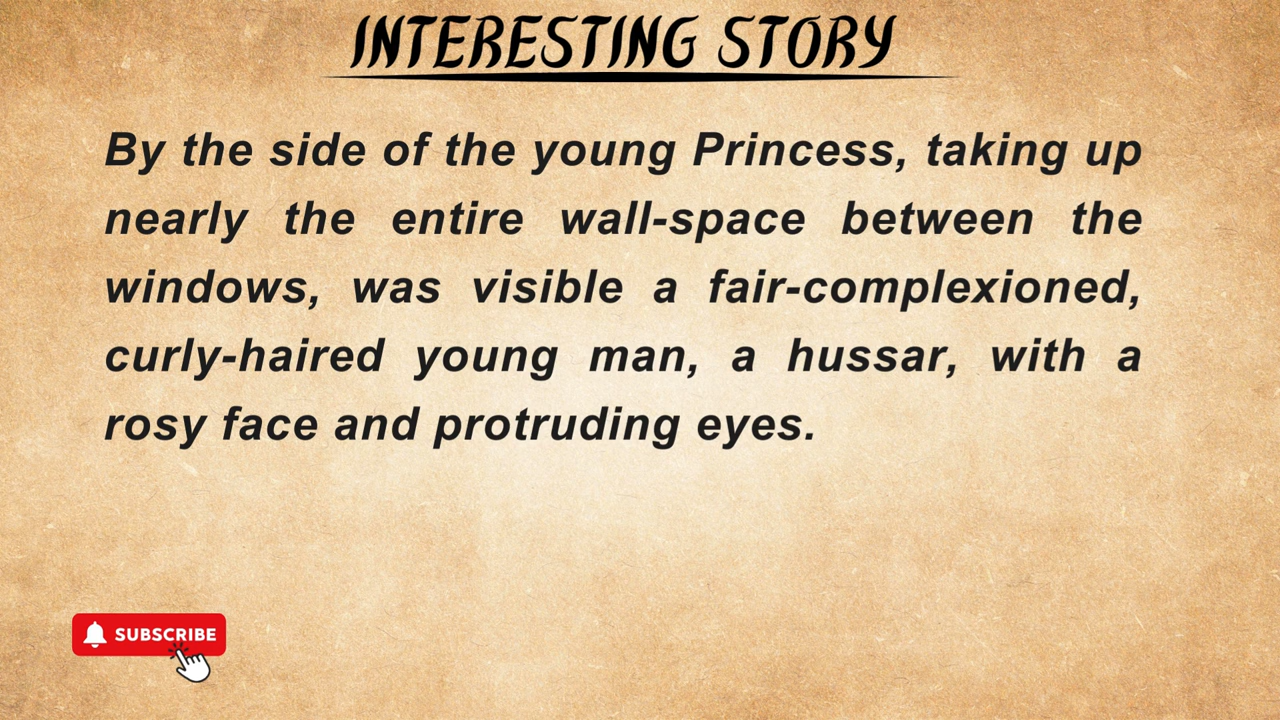 INTERESTING STORY
By the side of the young Princess, taking up
nearly the entire wall-space between the
windows, was visible a fair-complexioned,
curly-haired young man, a hussar, with a
rosy face and protruding eyes.
SUBSCRIBE